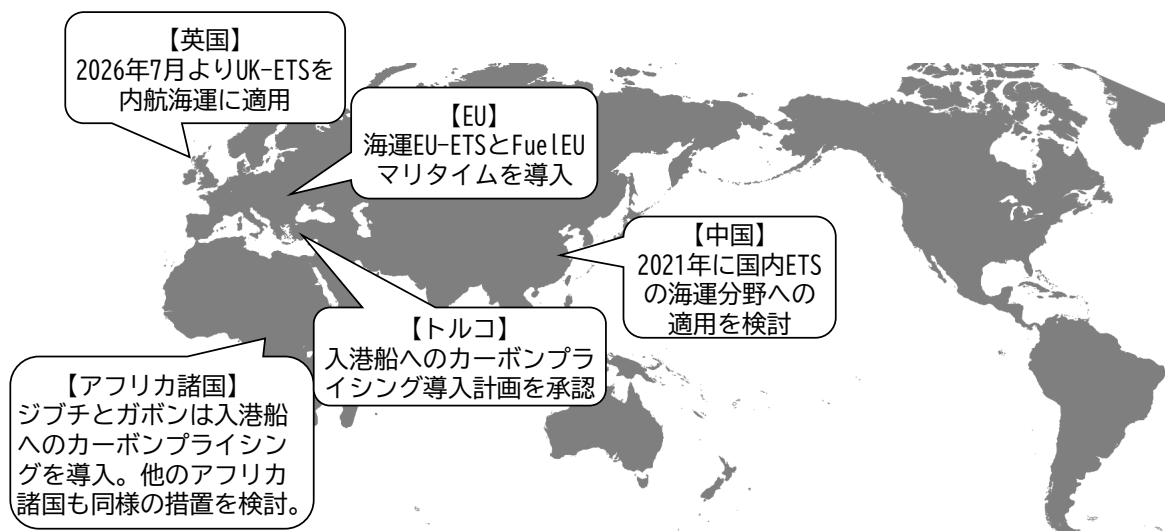 【英国】
2026年7月よりUK-ETSを
内航海運に適用
【EU】
海運EU-ETSとFuelEU
マリタイムを導入
【中国】
2021年に国内ETS
の海運分野への
適用を検討
【トルコ】
入港船へのカーボンプラ
イシング導入計画を承認
【アフリカ諸国】
ジブチとガボンは入港船
へのカーボンプライシン
グを導入。他のアフリカ
諸国も同様の措置を検討。